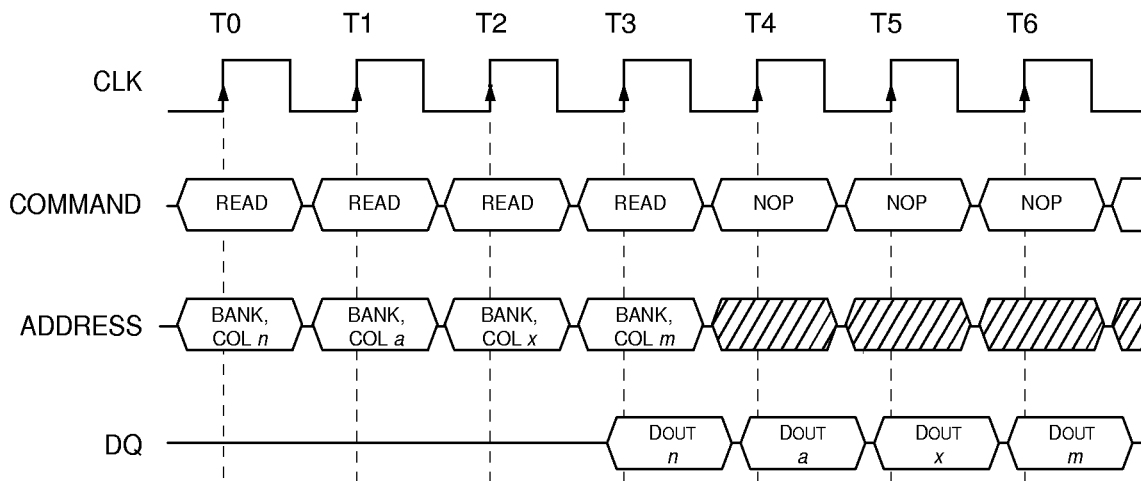 T0 T1 T2 T3 T4 T5 T6
CLK
COMMAND READ READ READ READ NOP NOP NOP
ADDRESS BANK, COL n BANK, COL a BANK, COL x BANK, COL m
DQ DOUT n DOUT a DOUT x DOUT m